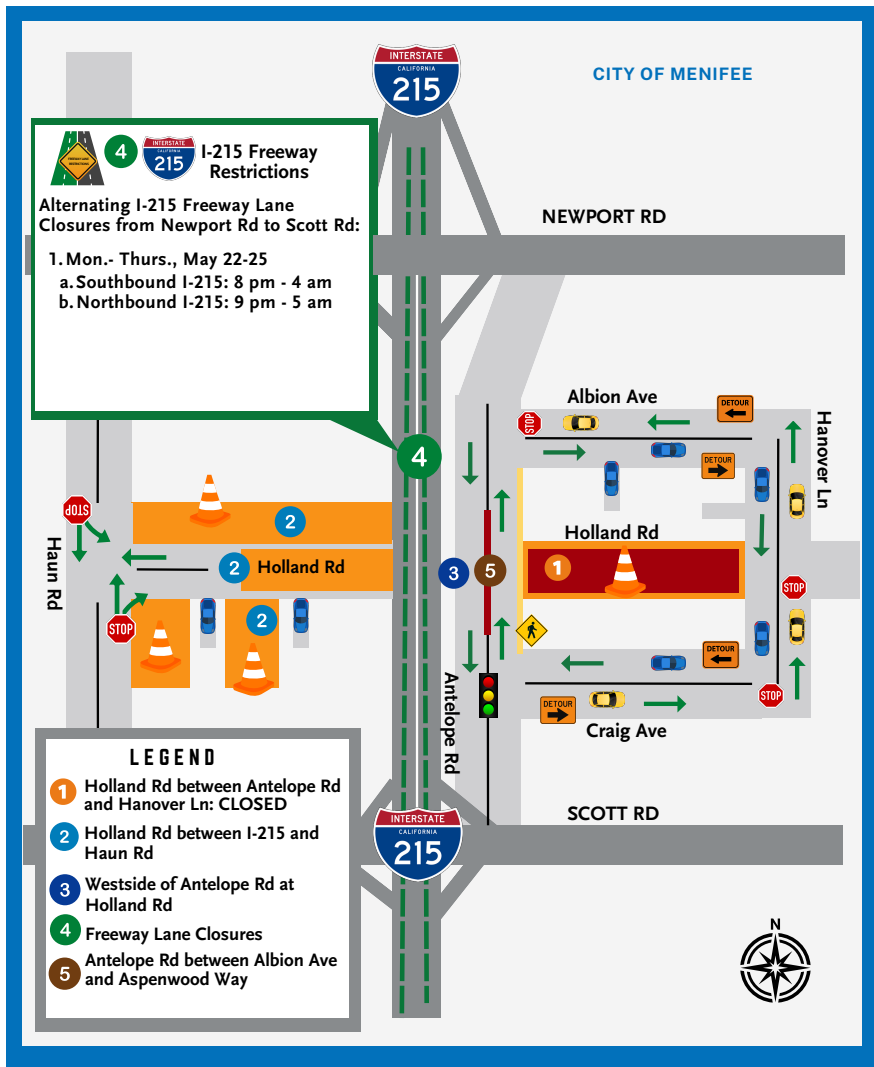 INTERSTATE
CALIFORNIA
215
CITY OF MENIFEE
FREEWAY LANE
RESTRICTIONS
4
INTERSTATE
CALIFORNIA
215
I-215 Freeway
Restrictions
Alternating I-215 Freeway Lane
Closures from Newport Rd to Scott Rd:
1. Mon.- Thurs., May 22-25
a. Southbound I-215: 8 pm - 4 am
b. Northbound I-215: 9 pm - 5 am
NEWPORT RD
Albion Ave
DETOUR
STOP
Hanover Ln
4
DETOUR
STOP
2
Holland Rd
Haun Rd
2
Holland Rd
3
5
1
STOP
2
STOP
DETOUR
Antelope Rd
STOP
DETOUR
Craig Ave
LEGEND
1 Holland Rd between Antelope Rd
and Hanover Ln: CLOSED
2 Holland Rd between I-215 and
Haun Rd
3 Westside of Antelope Rd at
Holland Rd
4 Freeway Lane Closures
5 Antelope Rd between Albion Ave
and Aspenwood Way
SCOTT RD
INTERSTATE
CALIFORNIA
215
N